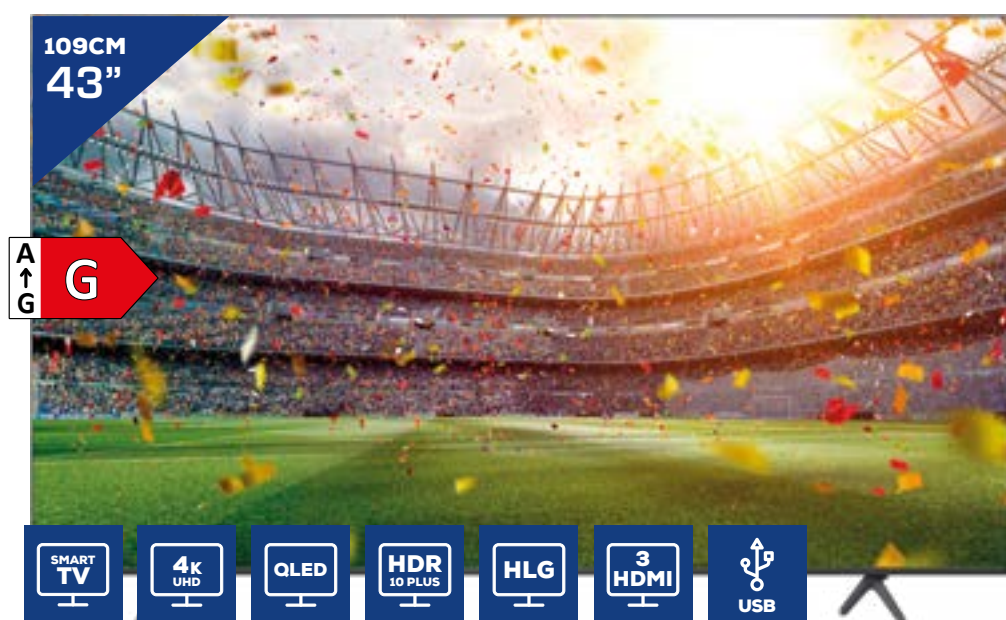 109CM
43”
A
↑
G
G
SMART
TV
4K
UHD
QLED
HDR
10 PLUS
HLG
3
HDMI
USB